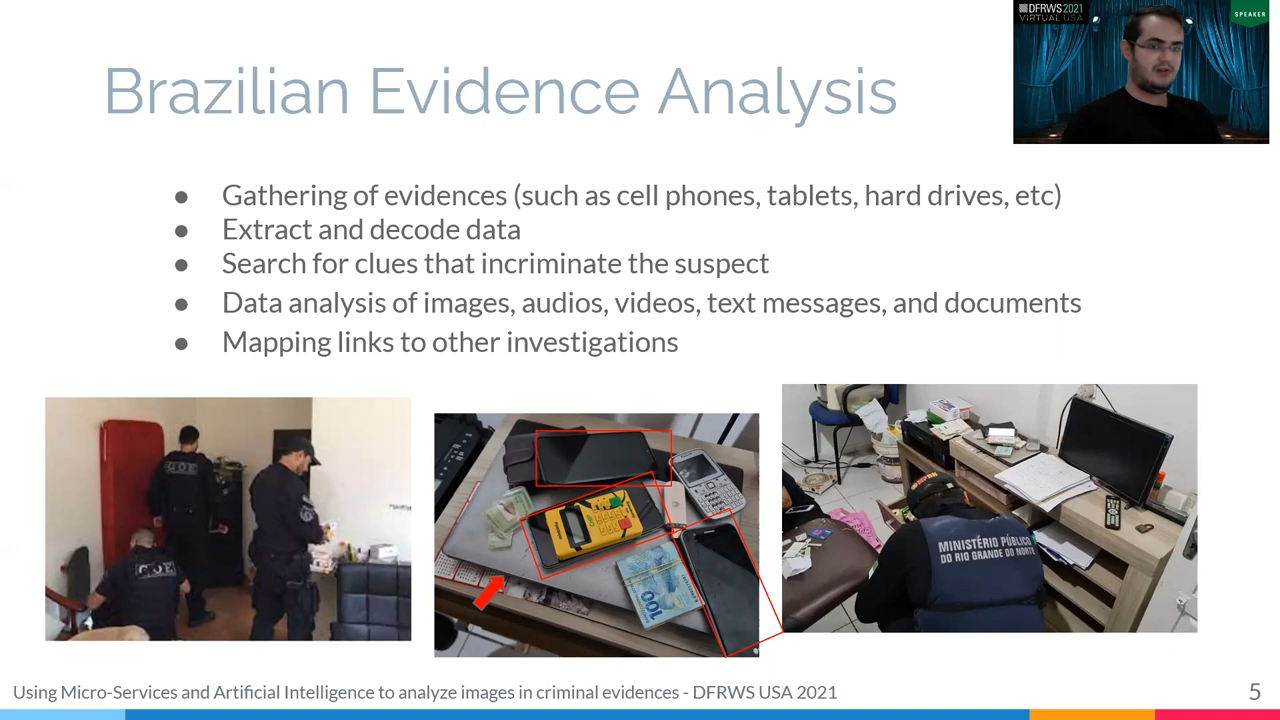 DFRWS2021
VIRTUAL USA
SPEAKER
Brazilian Evidence Analysis
● Gathering of evidences (such as cell phones, tablets, hard drives, etc)
● Extract and decode data
● Search for clues that incriminate the suspect
● Data analysis of images, audios, videos, text messages, and documents
● Mapping links to other investigations
G.O.E
G.O.E
100
MINISTÉRIO PÚBLICO
DO RIO GRANDE DO NORTE
Using Micro-Services and Artificial Intelligence to analyze images in criminal evidences - DFRWS USA 2021
5